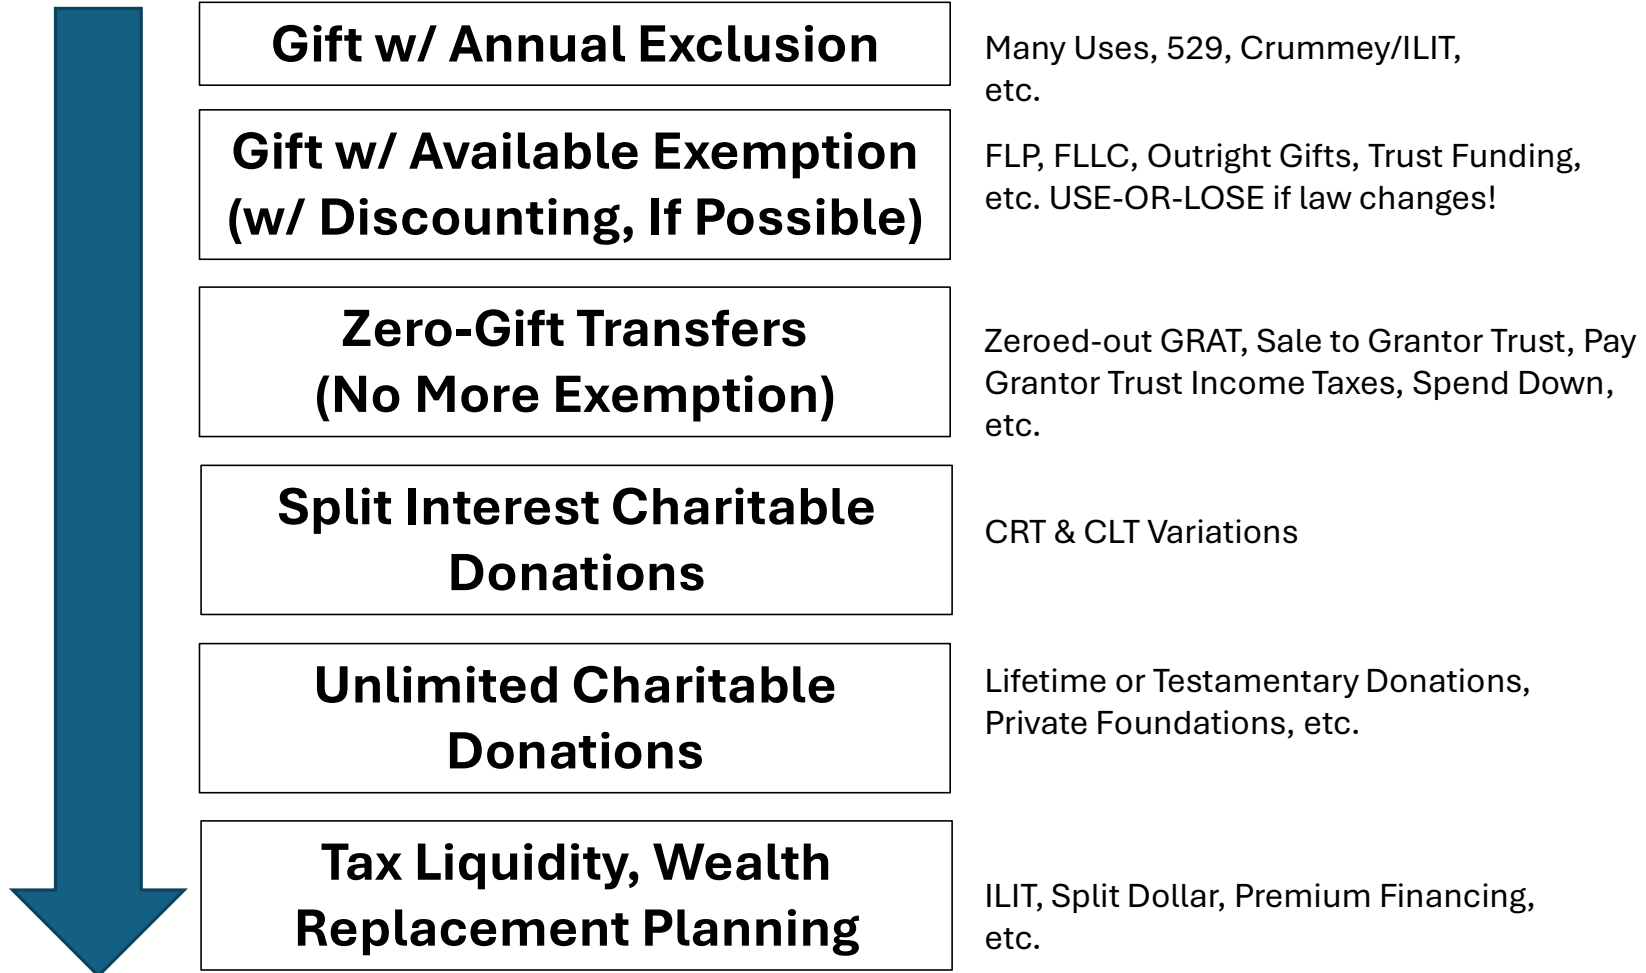 Gift w/ Annual Exclusion
Many Uses, 529, Crummey/ILIT,
etc.
Gift w/ Available Exemption
(w/ Discounting, If Possible)
FLP, FLLC, Outright Gifts, Trust Funding,
etc. USE-OR-LOSE if law changes!
Zero-Gift Transfers
(No More Exemption)
Zeroed-out GRAT, Sale to Grantor Trust, Pay
Grantor Trust Income Taxes, Spend Down,
etc.
Split Interest Charitable
Donations
CRT & CLT Variations
Unlimited Charitable
Donations
Lifetime or Testamentary Donations,
Private Foundations, etc.
Tax Liquidity, Wealth
Replacement Planning
ILIT, Split Dollar, Premium Financing,
etc.